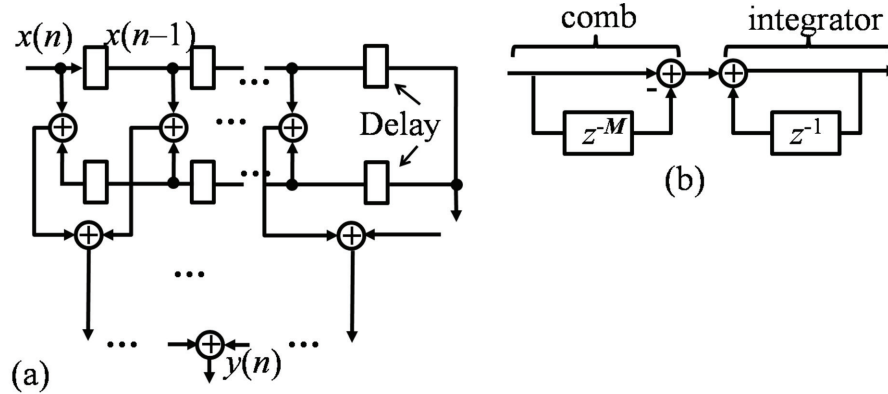 x(n)
x(n–1)
Delay
y(n)
(a)
comb
integrator
-
z^-M
z^-1
(b)